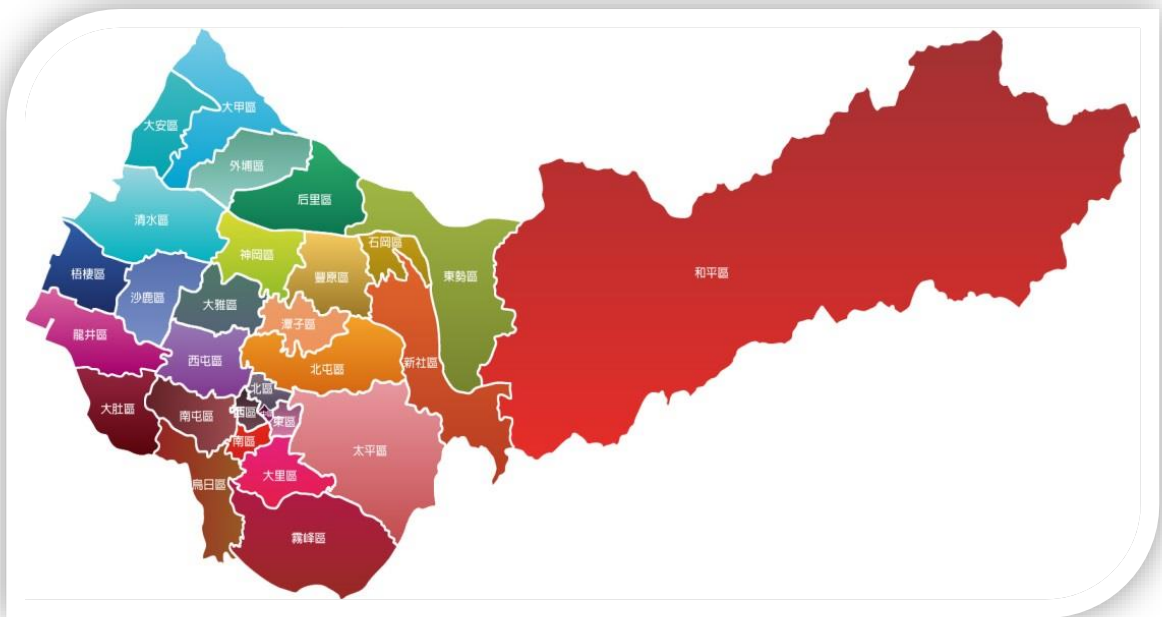 大甲區
大安區
外埔區
后里區
清水區
石岡區
神岡區
和平區
梧棲區
豐原區
東勢區
沙鹿區
大雅區
潭子區
龍井區
西屯區
新社區
北屯區
北區
大肚區
南屯區
西區
東區
南區
太平區
大里區
烏日區
霧峰區